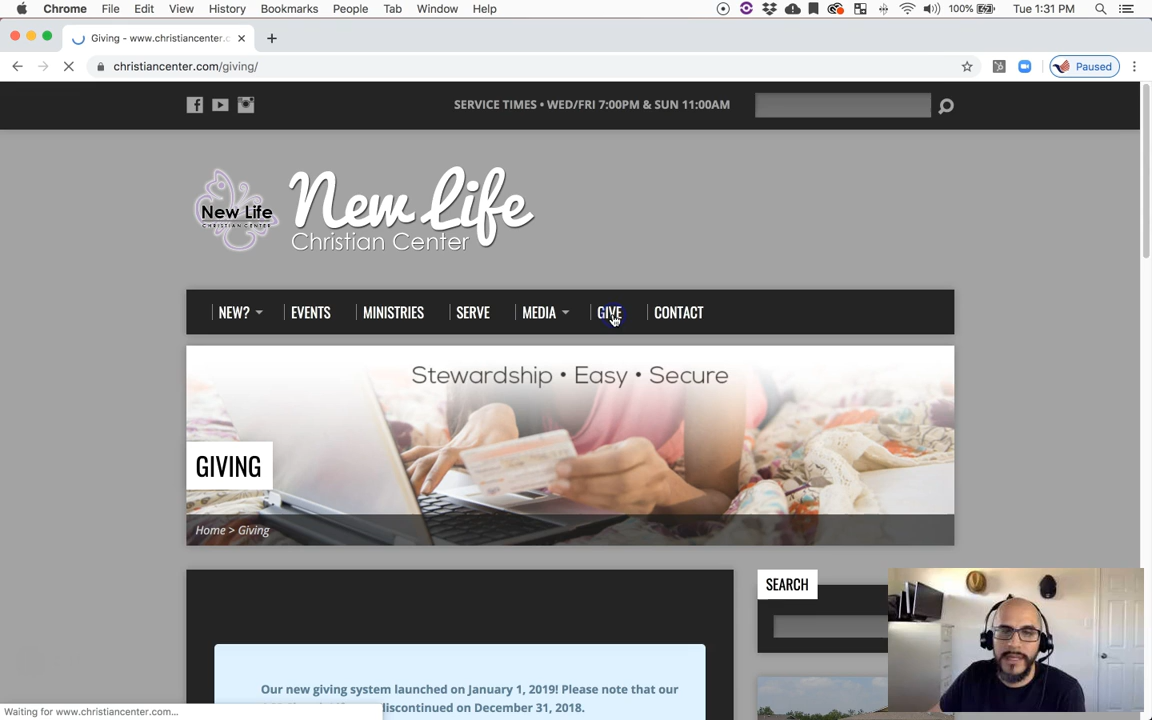 Chrome File Edit View History Bookmarks People Tab Window Help 100% Tue 1:31 PM
Giving - www.christiancenter.c
christiancenter.com/giving/ Paused
SERVICE TIMES • WED/FRI 7:00PM & SUN 11:00AM
New Life
CHRISTIAN CENTER
New Life
Christian Center
NEW? EVENTS MINISTRIES SERVE MEDIA GIVE CONTACT
Stewardship • Easy • Secure
GIVING
Home > Giving
SEARCH
Our new giving system launched on January 1, 2019! Please note that our
discontinued on December 31, 2018.
Waiting for www.christiancenter.com...